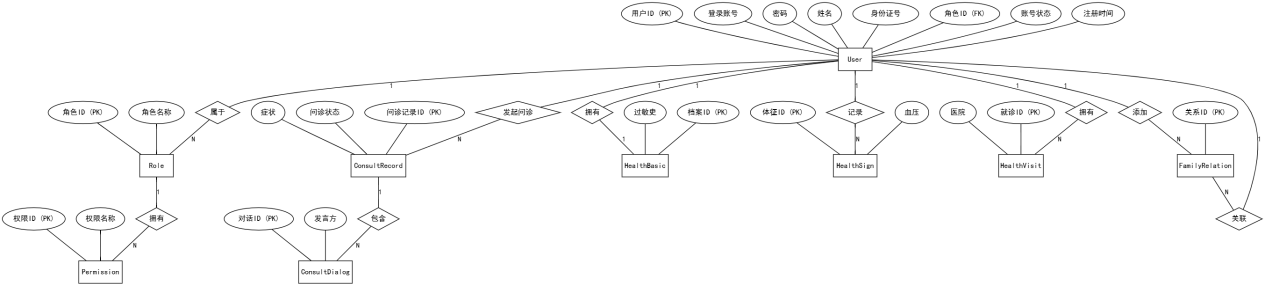 用户ID (PK)
登录账号
密码
姓名
身份证号
角色ID (FK)
账号状态
注册时间
User
1
1
1
1
1
1
1
1
角色ID (PK)
角色名称
属于
症状
问诊状态
问诊记录ID (PK)
发起问诊
拥有
过敏史
档案ID (PK)
体征ID (PK)
记录
血压
医院
就诊ID (PK)
拥有
添加
关系ID (PK)
N
N
1
N
N
N
Role
ConsultRecord
HealthBasic
HealthSign
HealthVisit
FamilyRelation
1
1
N
权限ID (PK)
权限名称
拥有
对话ID (PK)
发言方
包含
关联
N
N
Permission
ConsultDialog